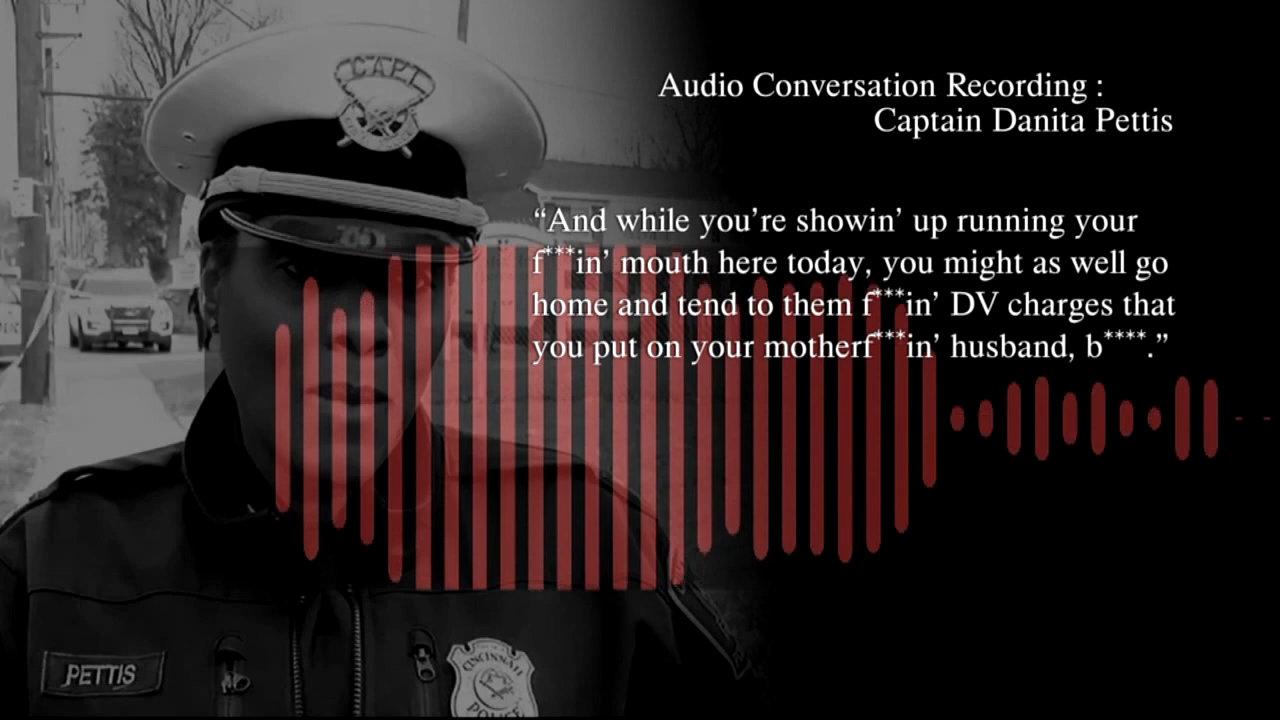 CAPT
Audio Conversation Recording :
Captain Danita Pettis
“And while you’re showin’ up running your
f***in’ mouth here today, you might as well go
home and tend to them f***in’ DV charges that
you put on your motherf***in’ husband, b****.”
PETTIS
CINCINNATI
POLICE